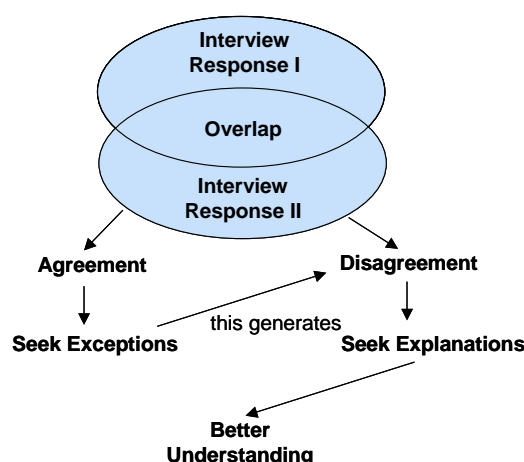 Interview
Response I
Overlap
Interview
Response II
Agreement
Disagreement
this generates
Seek Exceptions
Seek Explanations
Better
Understanding